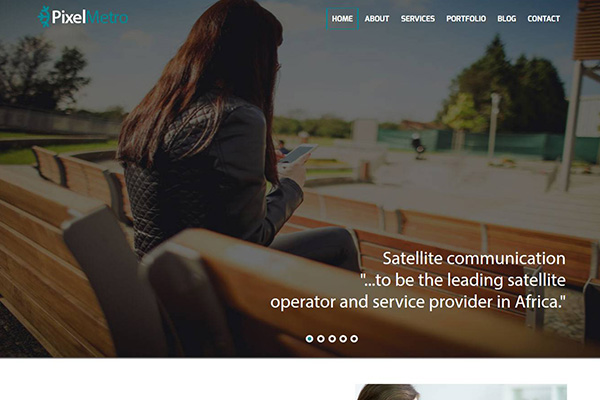 PixelMetro
HOME ABOUT SERVICES PORTFOLIO BLOG CONTACT
Satellite communication
"...to be the leading satellite
operator and service provider in Africa."